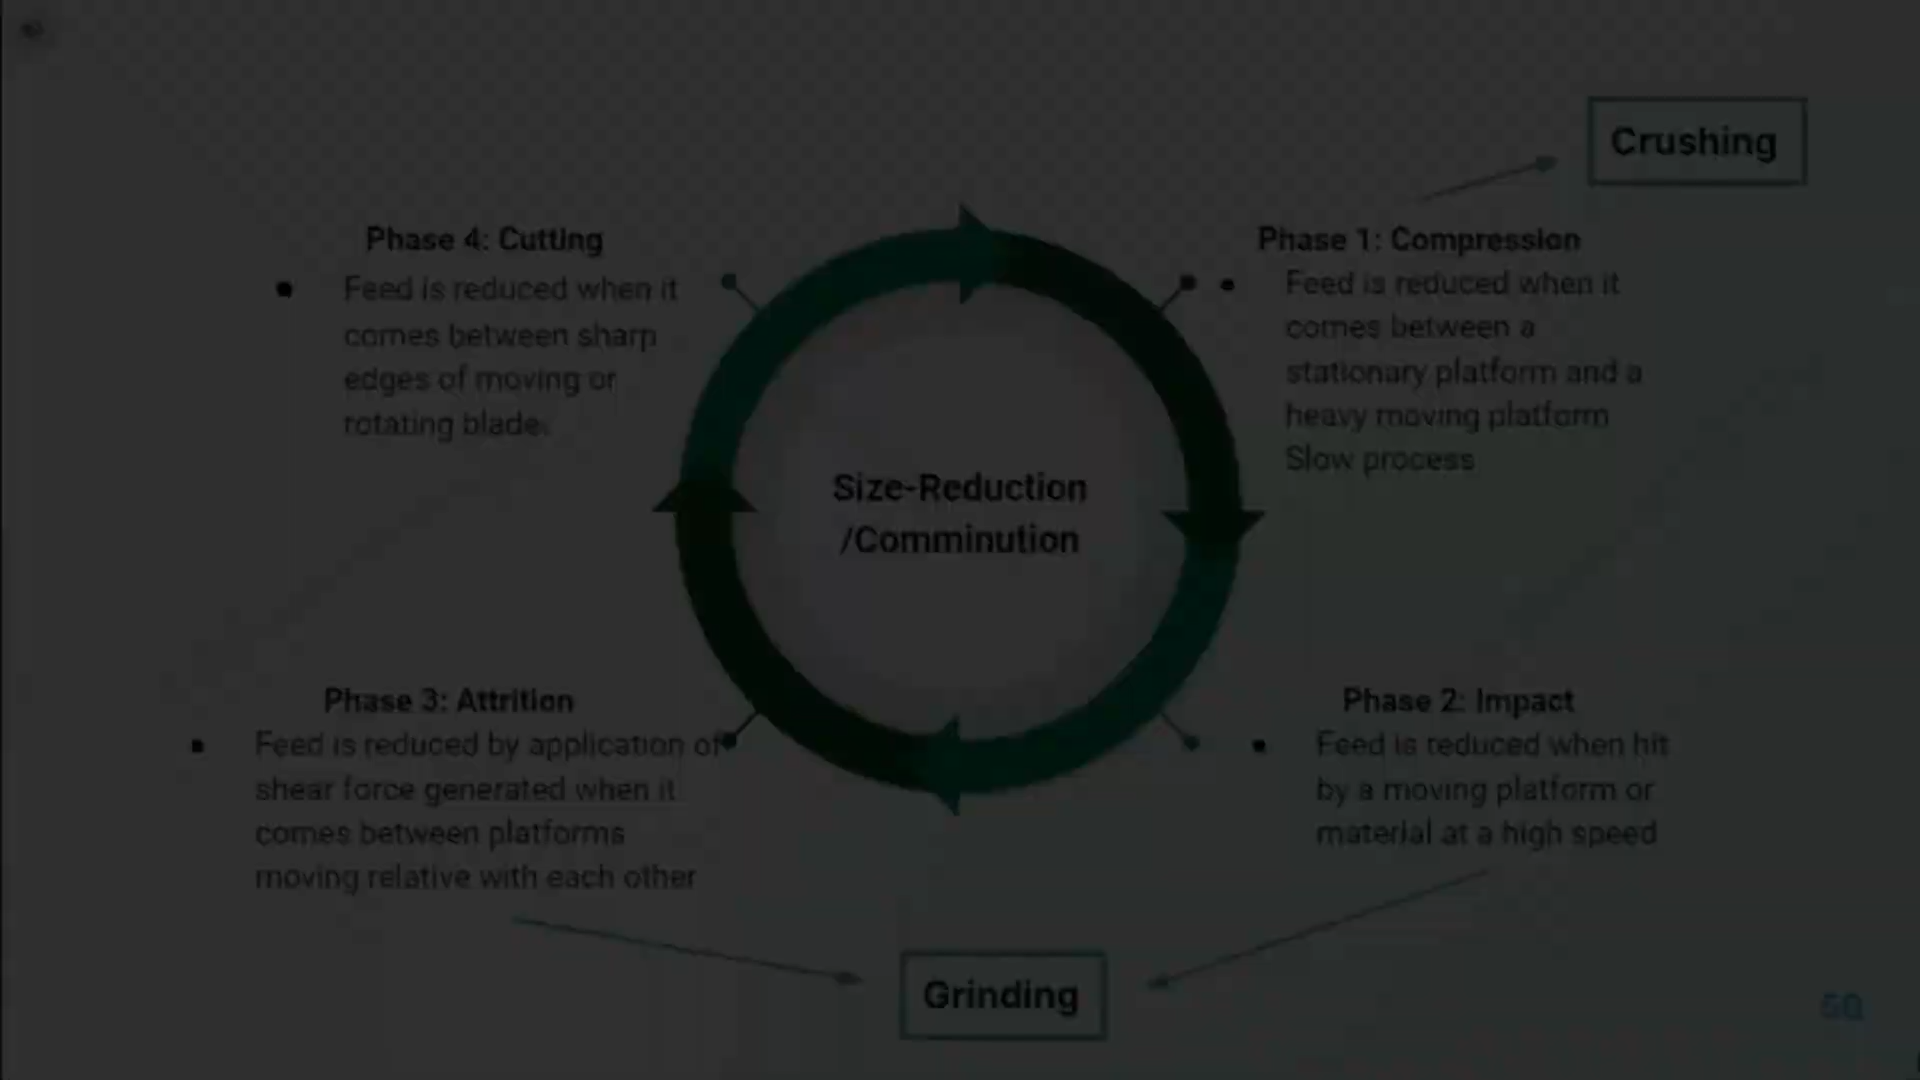 Crushing
Phase 4: Cutting
Feed is reduced when it
comes between sharp
edges of moving or
rotating blade.
Phase 1: Compression
Feed is reduced when it
comes between a
stationary platform and a
heavy moving platform
Slow process
Size-Reduction
/Comminution
Phase 3: Attrition
Feed is reduced by application of
shear force generated when it
comes between platforms
moving relative with each other
Phase 2: Impact
Feed is reduced when hit
by a moving platform or
material at a high speed
Grinding